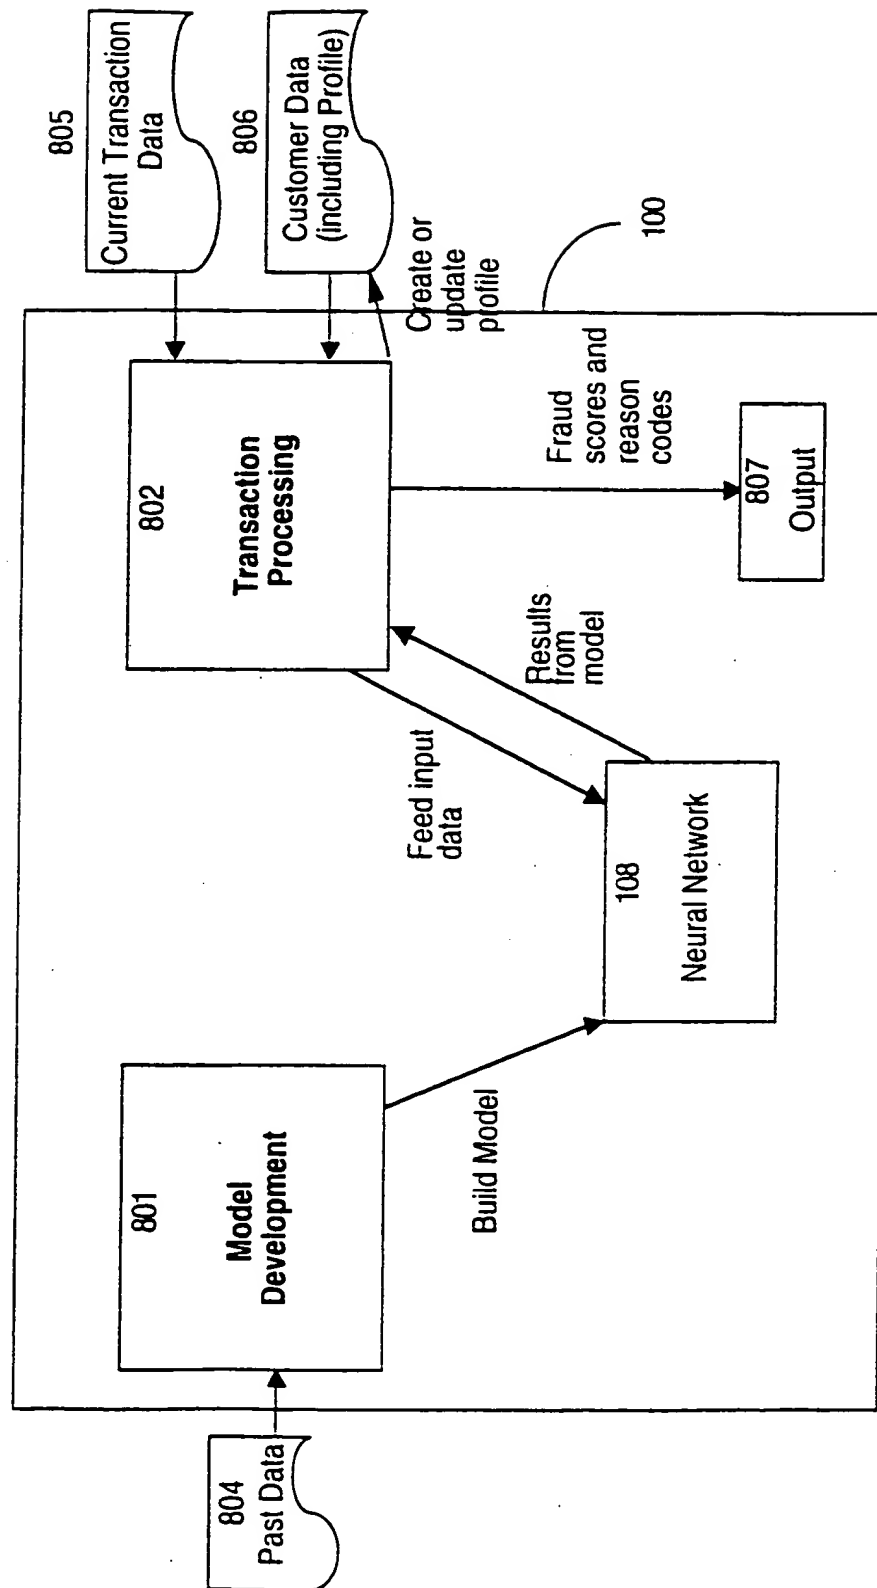 804
Past Data
801
Model
Development
Build Model
108
Neural Network
Feed input
data
Results
from
model
802
Transaction
Processing
Fraud
scores and
reason
codes
807
Output
805
Current Transaction
Data
806
Customer Data
(including Profile)
Create or
update
profile
100